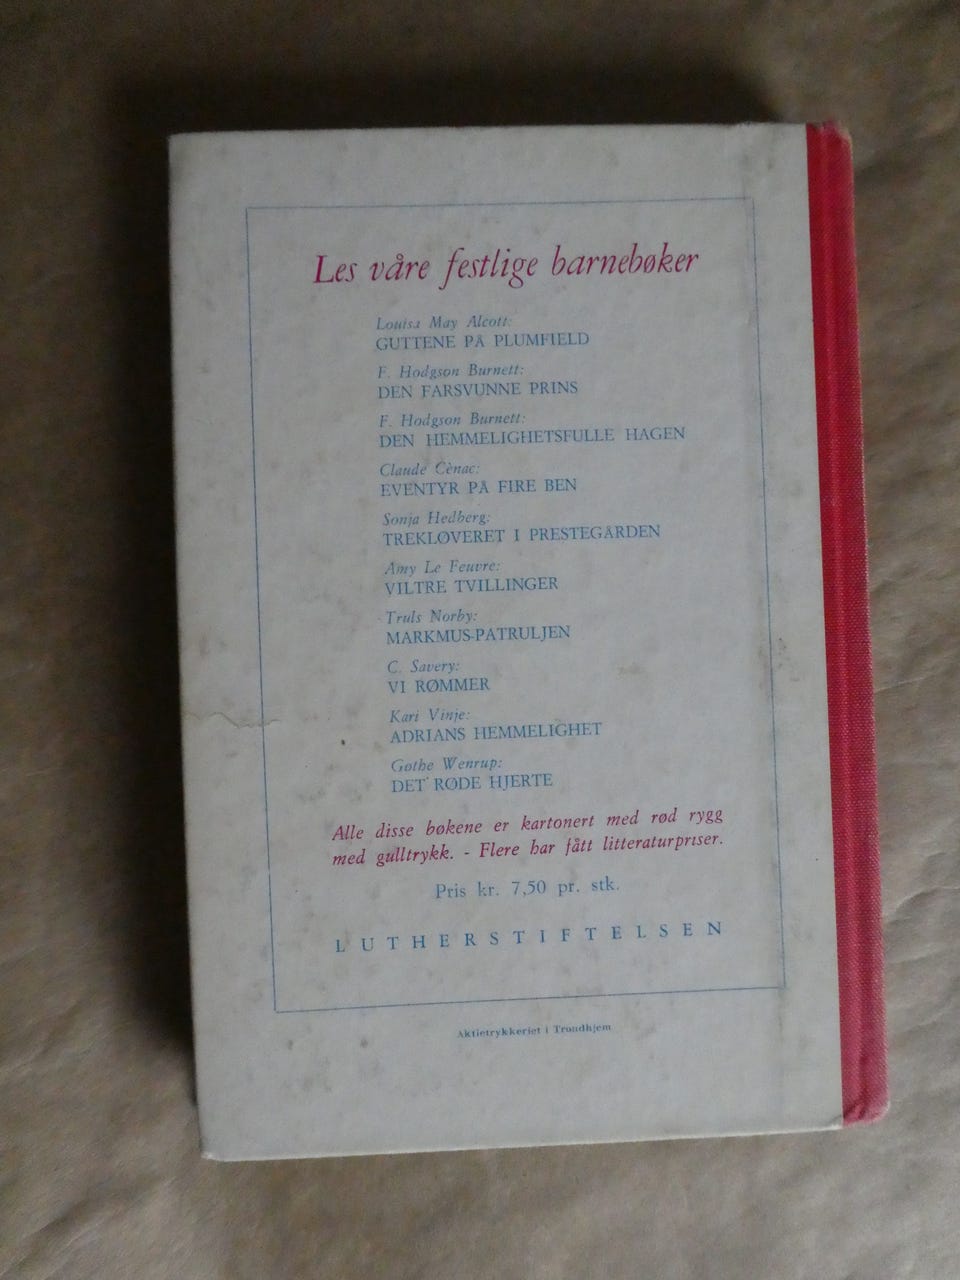 Les våre festlige barnebøker
Louisa May Alcott:
GUTTENE PÅ PLUMFIELD
F. Hodgson Burnett:
DEN FARSVUNNE PRINS
F. Hodgson Burnett:
DEN HEMMELIGHETSFULLE HAGEN
Claude Cènac:
EVENTYR PÅ FIRE BEN
Sonja Hedberg:
TREKLØVERET I PRESTEGÅRDEN
Amy Le Feuvre:
VILTRE TVILLINGER
Truls Norby:
MARKMUS-PATRULJEN
C. Savery:
VI RØMMER
Kari Vinje:
ADRIANS HEMMELIGHET
Gothe Wenrup:
DET RØDE HJERTE
Alle disse bøkene er kartonert med rød rygg
med gulltrykk. - Flere har fått litteraturpriser.
Pris kr. 7,50 pr. stk.
LUTHERSTIFTELSEN
Aktietrykkeriet i Trondhjem